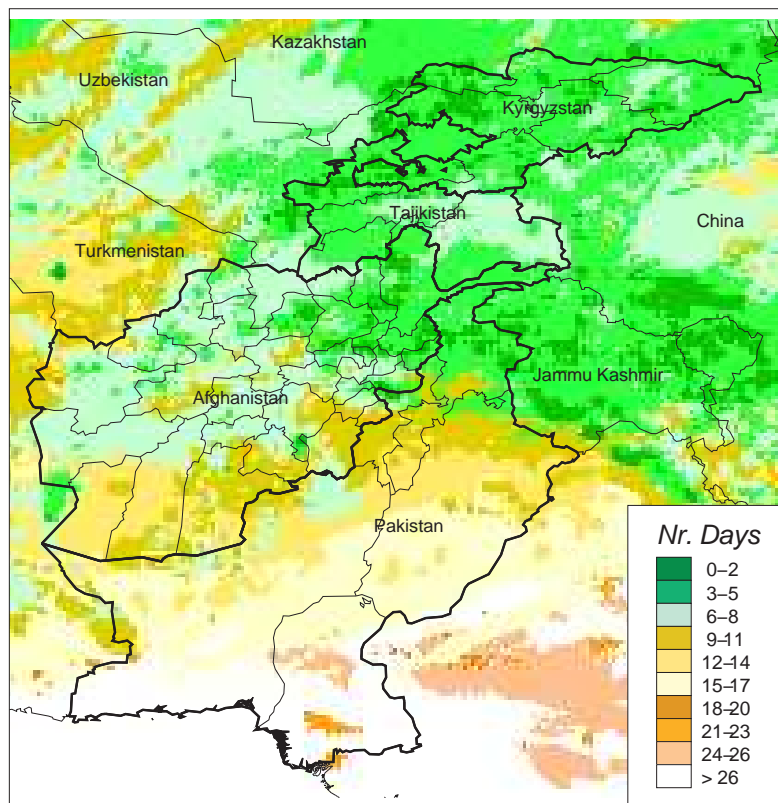 Kazakhstan
Uzbekistan
Kyrgyzstan
Tajikistan
China
Turkmenistan
Jammu Kashmir
Afghanistan
Pakistan
Nr. Days
0–2
3–5
6–8
9–11
12–14
15–17
18–20
21–23
24–26
> 26